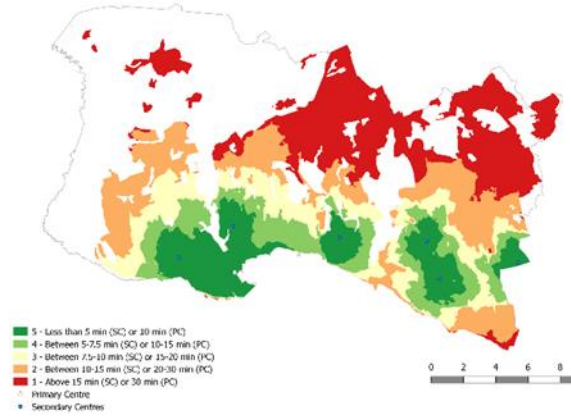 5 - Less than 5 min (SC) or 10 min (PC)
4 - Between 5-7.5 min (SC) or 10-15 min (PC)
3 - Between 7.5-10 min (SC) or 15-20 min (PC)
2 - Between 10-15 min (SC) or 20-30 min (PC)
1 - Above 15 min (SC) or 30 min (PC)
Primary Centre
Secondary Centres
0 4 8